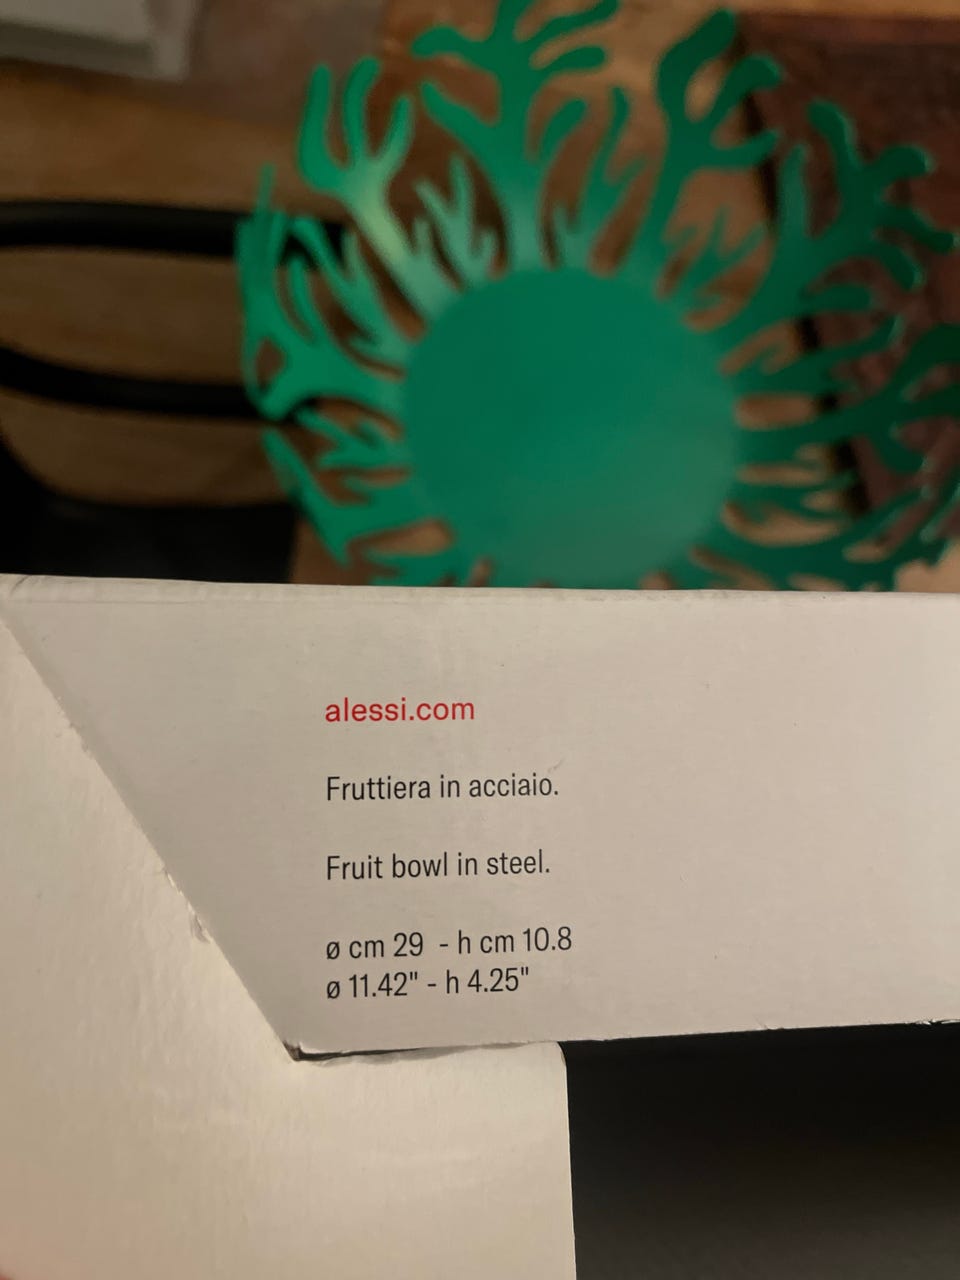 alessi.com
Fruttiera in acciaio.
Fruit bowl in steel.
ø cm 29 - h cm 10.8
ø 11.42" - h 4.25"